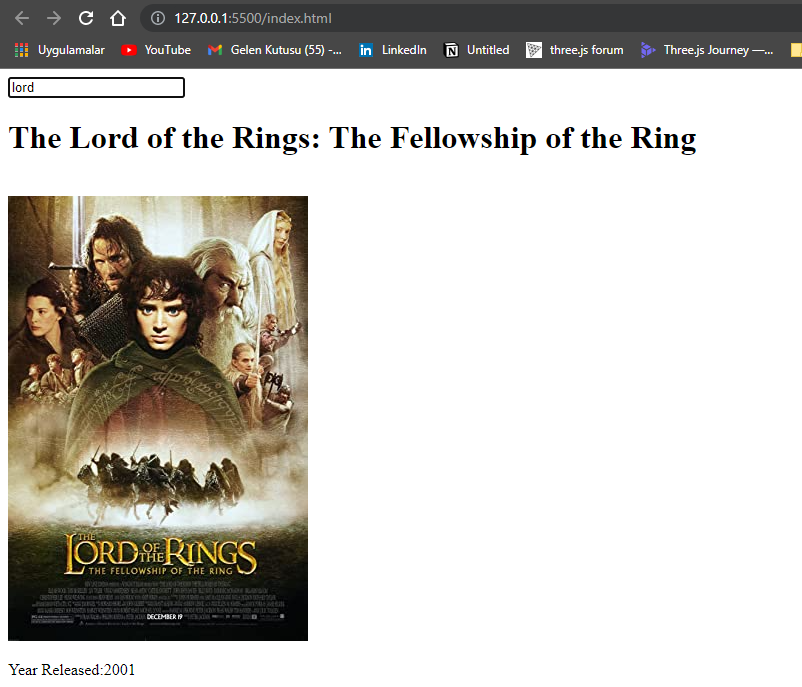 127.0.0.1:5500/index.html
Uygulamalar YouTube Gelen Kutusu (55) -... LinkedIn Untitled three.js forum Three.js Journey —...
lord
The Lord of the Rings: The Fellowship of the Ring
THE
LORD OF THE RINGS
THE FELLOWSHIP OF THE RING
DECEMBER 19
Year Released:2001